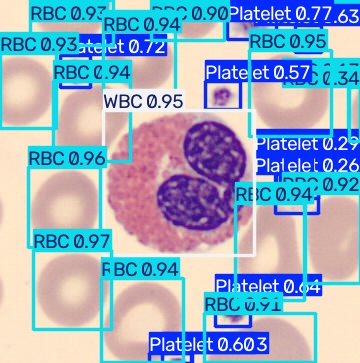 RBC 0.93
RBC 0.90
Platelet 0.77
.63
RBC 0.94
RBC 0.93
0.72
RBC 0.95
RBC 0.94
Platelet 0.57
0.34
WBC 0.95
Platelet 0.29
Platelet 0.26
RBC 0.96
RBC 0.94
0.92
RBC 0.97
RBC 0.94
Platelet 0.64
RBC 0.91
Platelet 0.603